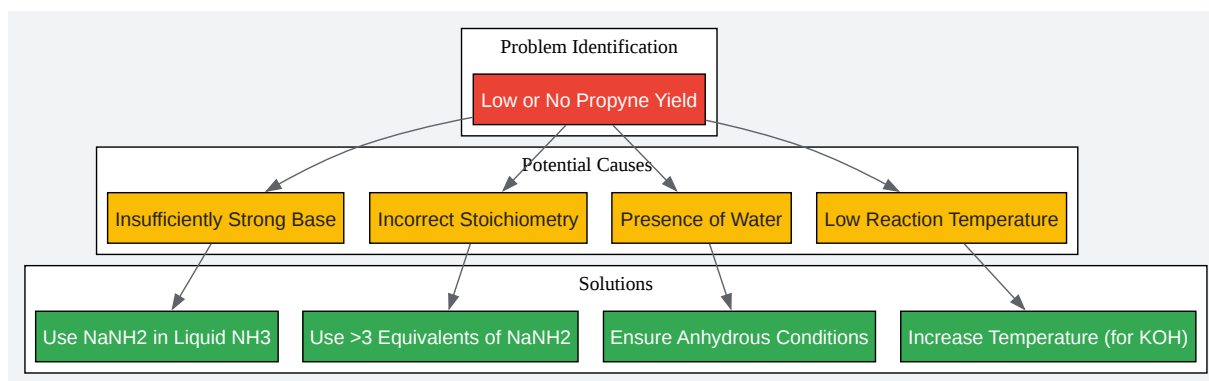 Problem Identification
Low or No Propyne Yield
Potential Causes
Insufficiently Strong Base
Incorrect Stoichiometry
Presence of Water
Low Reaction Temperature
Solutions
Use NaNH2 in Liquid NH3
Use >3 Equivalents of NaNH2
Ensure Anhydrous Conditions
Increase Temperature (for KOH)